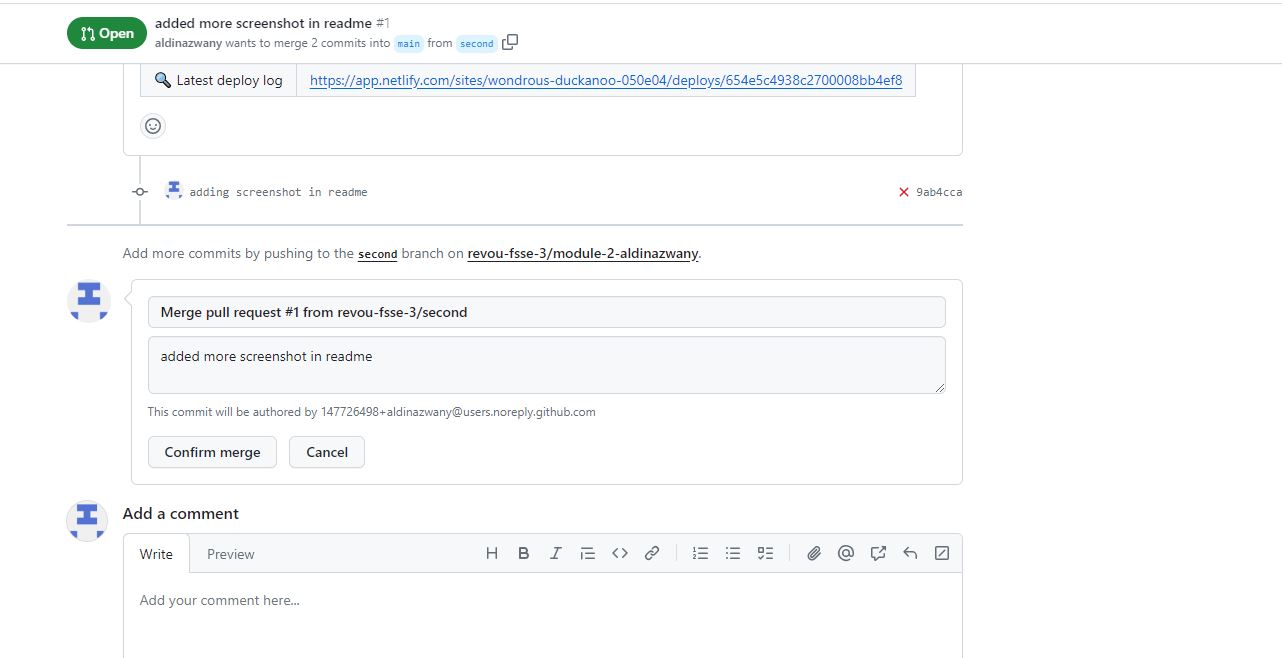 Open
added more screenshot in readme #1
aldinazwany wants to merge 2 commits into main from second
Latest deploy log https://app.netlify.com/sites/wondrous-duckanoo-050e04/deploys/654e5c4938c2700008bb4ef8
adding screenshot in readme 9ab4cca
Add more commits by pushing to the second branch on revou-fsse-3/module-2-aldinazwany.
Merge pull request #1 from revou-fsse-3/second
added more screenshot in readme
This commit will be authored by 147726498+aldinazwany@users.noreply.github.com
Confirm merge Cancel
Add a comment
Write Preview
Add your comment here...